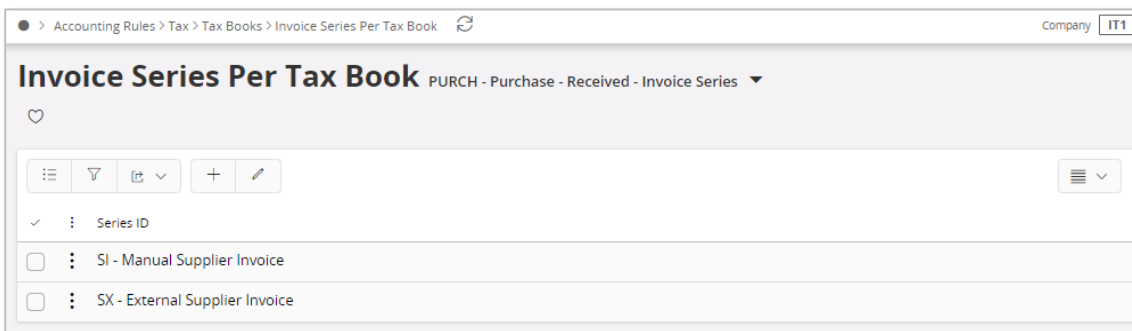 > Accounting Rules > Tax > Tax Books > Invoice Series Per Tax Book Company IT1
Invoice Series Per Tax Book PURCH - Purchase - Received - Invoice Series
Series ID
SI - Manual Supplier Invoice
SX - External Supplier Invoice